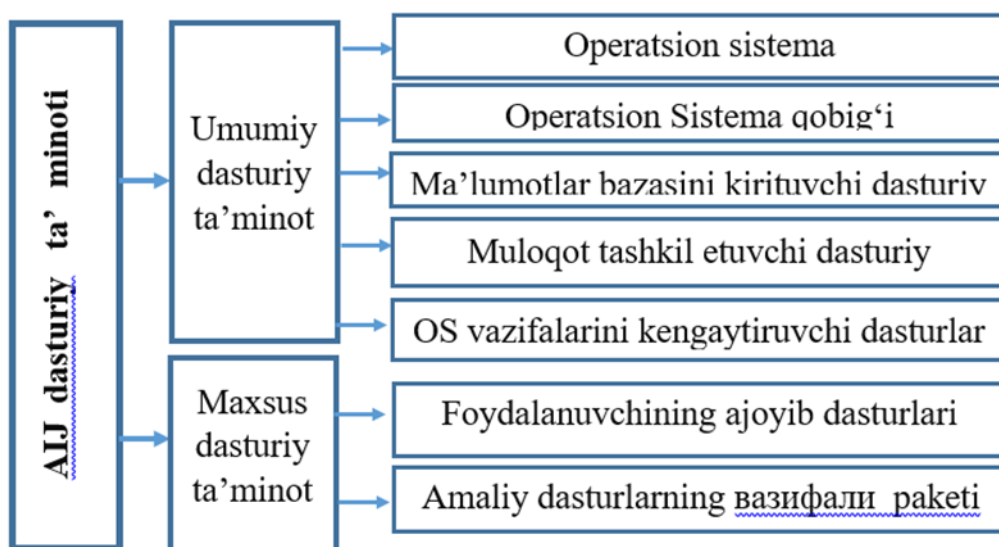 AIJ dasturiy ta’ minoti
Umumiy
dasturiy
ta’minot
Operatsion sistema
Operatsion Sistema qobig‘i
Ma’lumotlar bazasini kirituvchi dasturiy
Muloqot tashkil etuvchi dasturiy
OS vazifalarini kengaytiruvchi dasturlar
Maxsus
dasturiy
ta’minot
Foydalanuvchining ajoyib dasturlari
Amaliy dasturlarning вазифали paketi